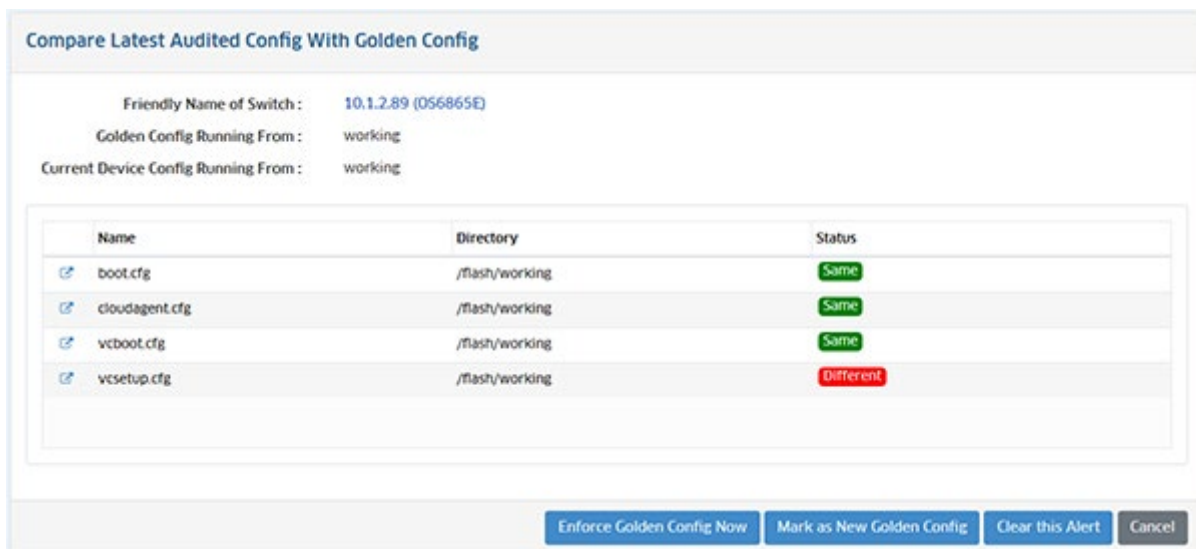 Compare Latest Audited Config With Golden Config
Friendly Name of Switch : 10.1.2.89 (OS6865E)
Golden Config Running From : working
Current Device Config Running From : working
Name Directory Status
boot.cfg /flash/working Same
cloudagent.cfg /flash/working Same
vcboot.cfg /flash/working Same
vcsetup.cfg /flash/working Different
Enforce Golden Config Now Mark as New Golden Config Clear this Alert Cancel